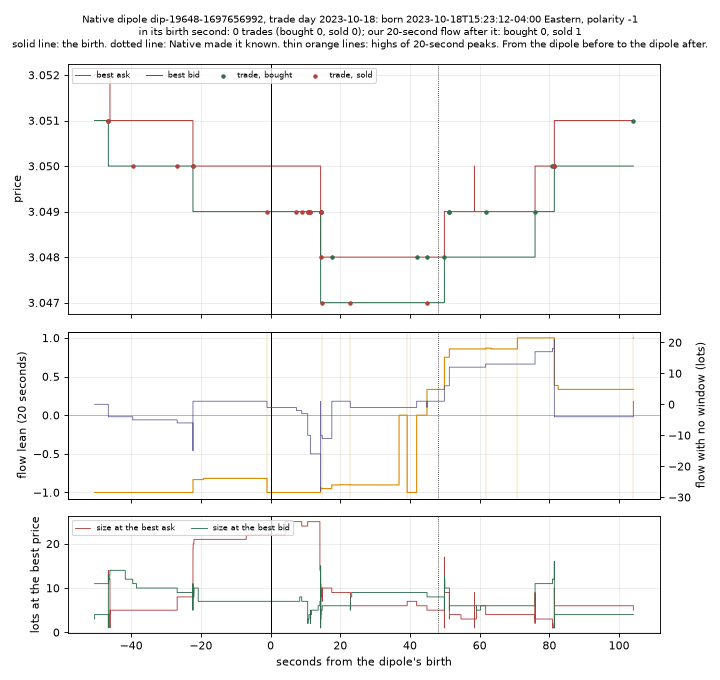 Native dipole dip-19648-1697656992, trade day 2023-10-18: born 2023-10-18T15:23:12-04:00 Eastern, polarity -1
in its birth second: 0 trades (bought 0, sold 0); our 20-second flow after it: bought 0, sold 1
solid line: the birth. dotted line: Native made it known. thin orange lines: highs of 20-second peaks. From the dipole before to the dipole after.
best ask
best bid
trade, bought
trade, sold
3.052
3.051
3.050
3.049
3.048
3.047
price
1.0
0.5
0.0
−0.5
−1.0
flow lean (20 seconds)
20
10
0
−10
−20
−30
flow with no window (lots)
size at the best ask
size at the best bid
20
10
0
lots at the best price
−40
−20
0
20
40
60
80
100
seconds from the dipole's birth